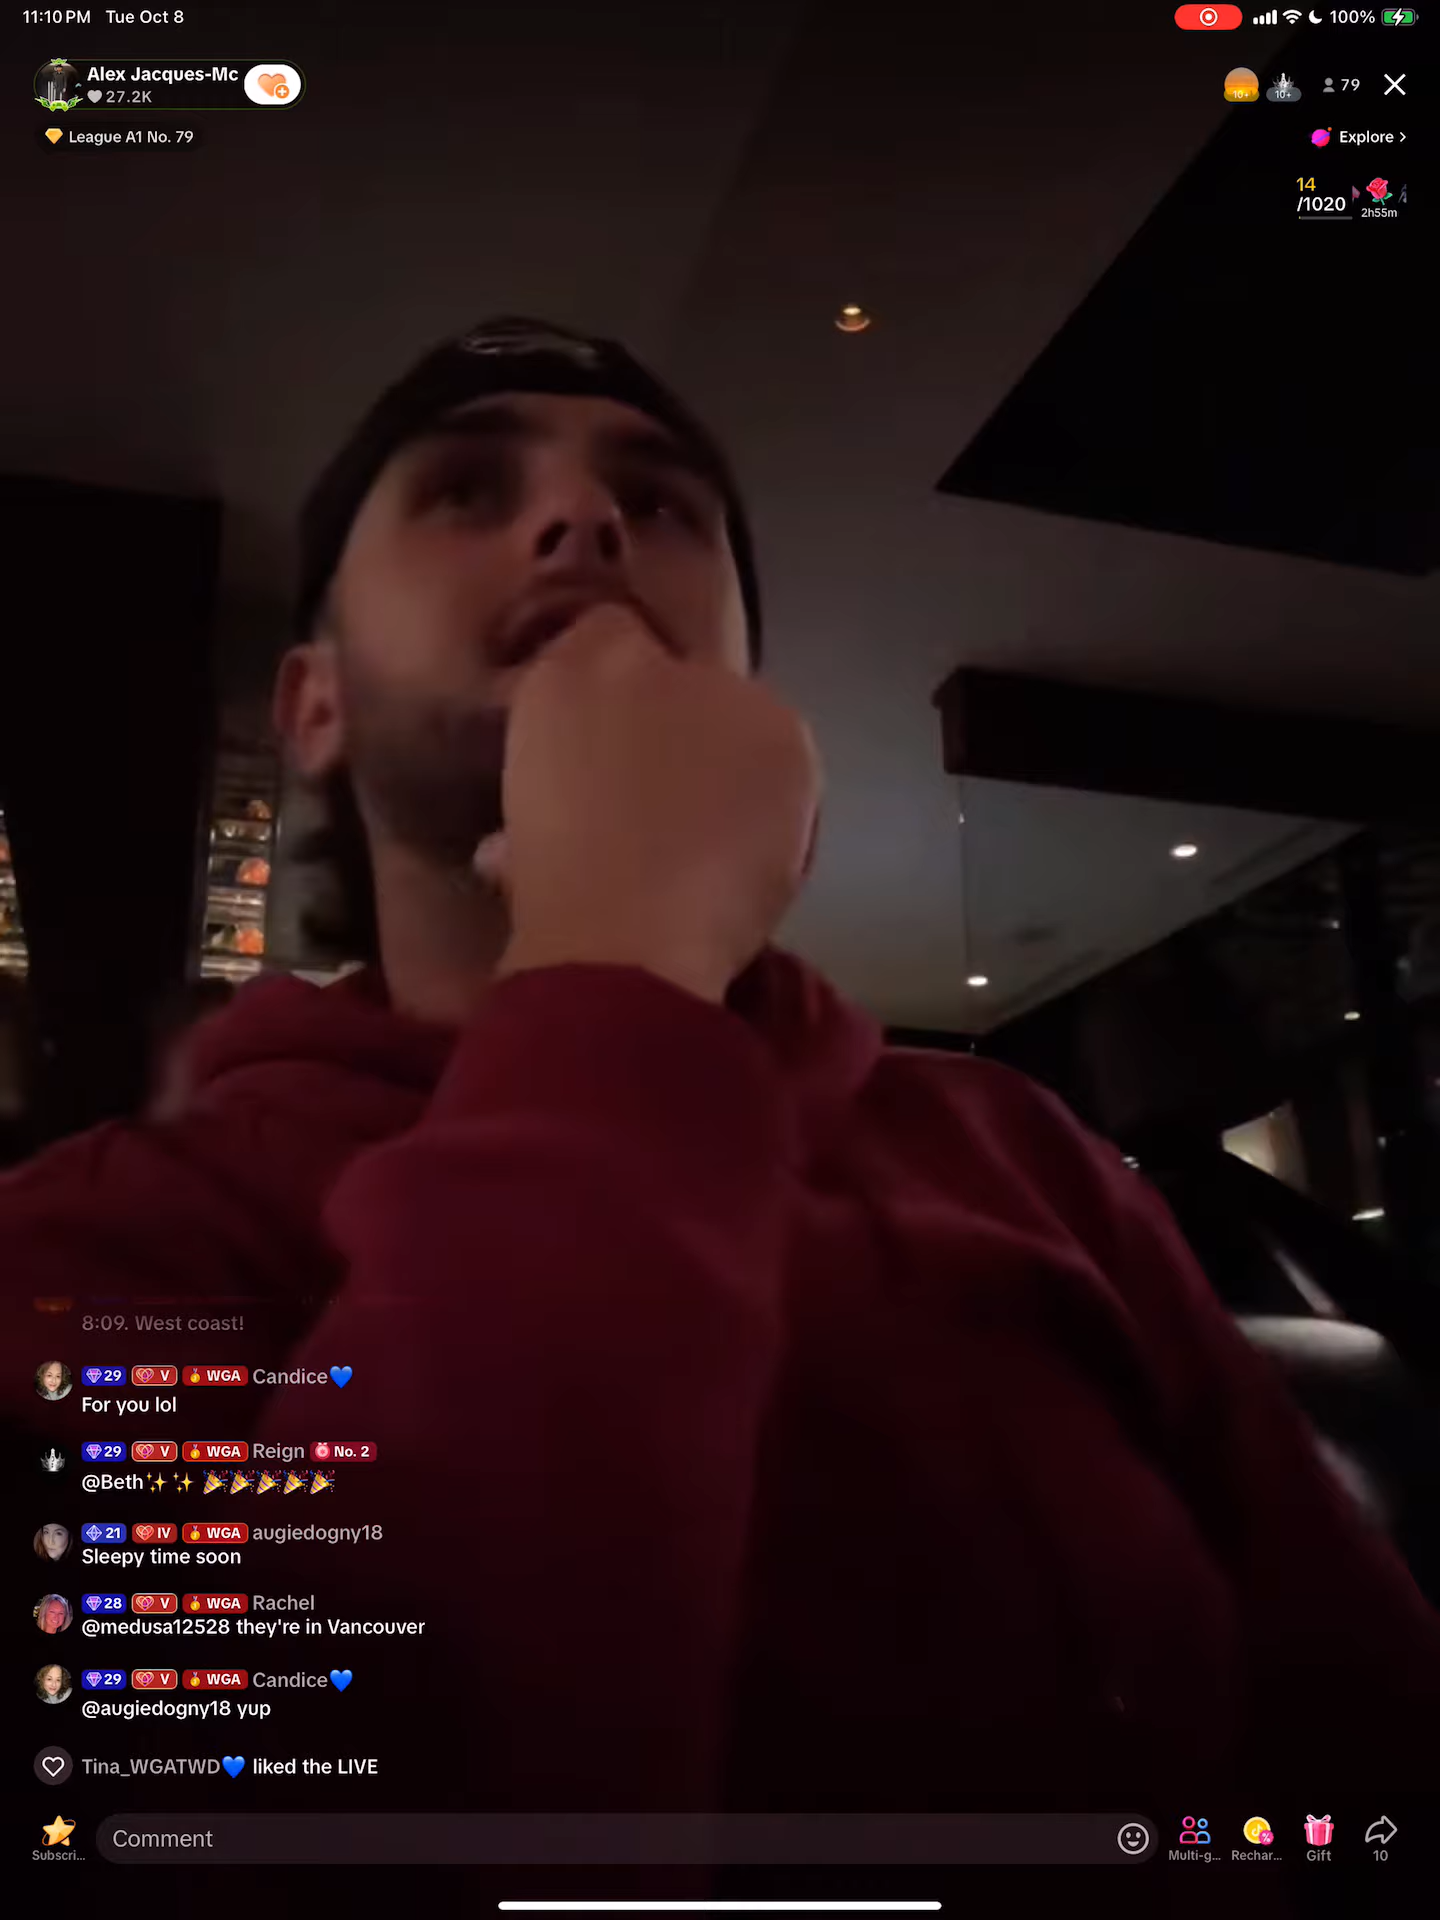 11:10 PM Tue Oct 8
100%
Alex Jacques-Mc
27.2K
10+
10+
79
League A1 No. 79
Explore >
14
/1020
2h55m
8:09. West coast!
29 V WGA Candice💙
For you lol
29 V WGA Reign No. 2
@Beth✨✨ 🎉🎉🎉🎉🎉
21 IV WGA augiedogny18
Sleepy time soon
28 V WGA Rachel
@medusa12528 they're in Vancouver
29 V WGA Candice💙
@augiedogny18 yup
Tina_WGATWD💙 liked the LIVE
Comment
Subscri...
Multi-g...
Rechar...
Gift
10